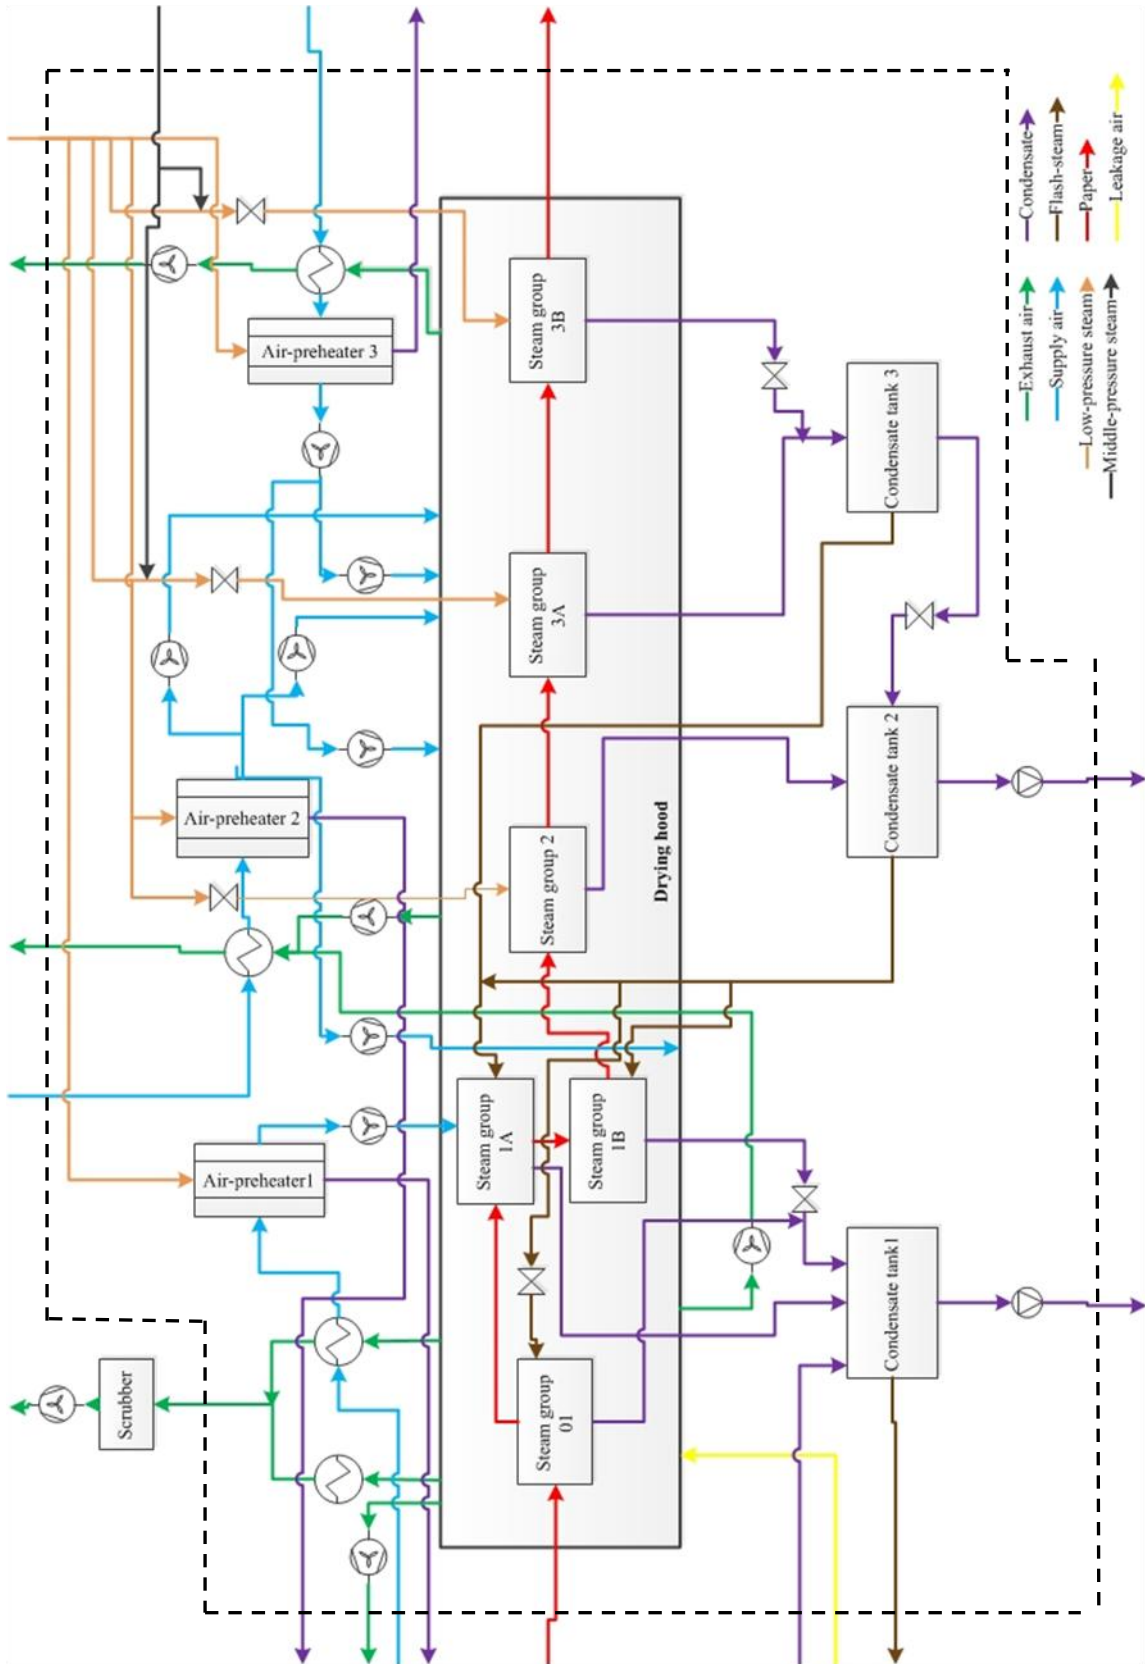 Scrubber
Air-preheater1
Air-preheater 2
Air-preheater 3
Steam group
01
Steam group
1A
Steam group
1B
Steam group 2
Steam group
3A
Steam group
3B
Drying hood
Condensate tank1
Condensate tank 2
Condensate tank 3
Exhaust air
Supply air
Low-pressure steam
Middle-pressure steam
Condensate
Flash-steam
Paper
Leakage air